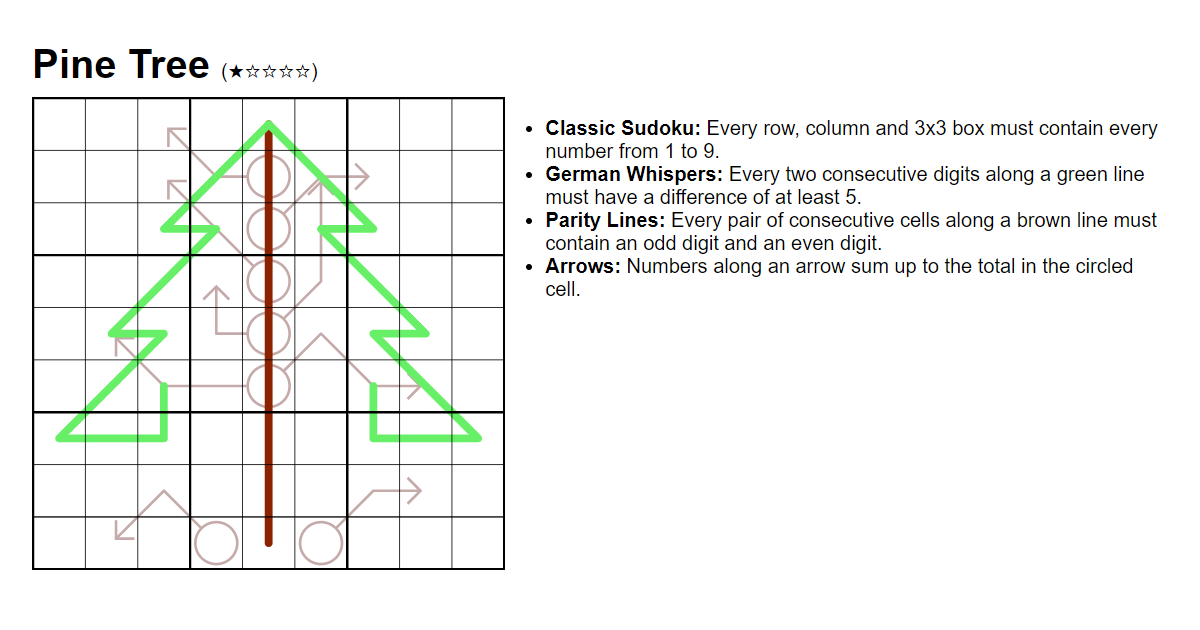 Pine Tree (★☆☆☆☆)
• Classic Sudoku: Every row, column and 3x3 box must contain every
number from 1 to 9.
• German Whispers: Every two consecutive digits along a green line
must have a difference of at least 5.
• Parity Lines: Every pair of consecutive cells along a brown line must
contain an odd digit and an even digit.
• Arrows: Numbers along an arrow sum up to the total in the circled
cell.